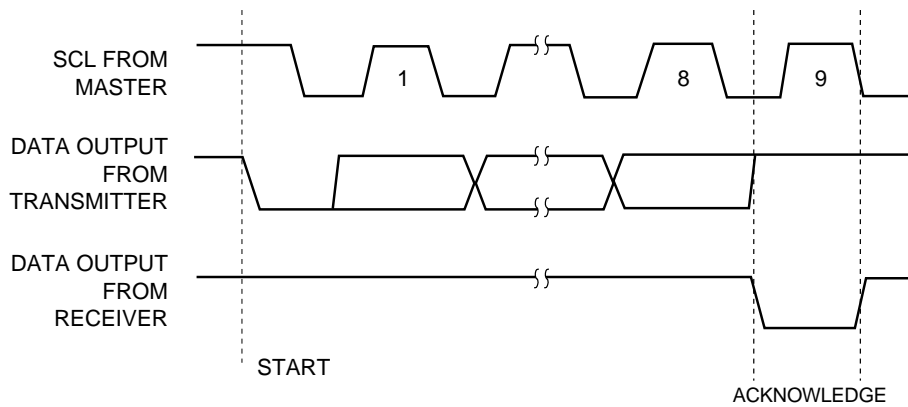 SCL FROM
MASTER
1
8
9
DATA OUTPUT
FROM
TRANSMITTER
DATA OUTPUT
FROM
RECEIVER
START
ACKNOWLEDGE